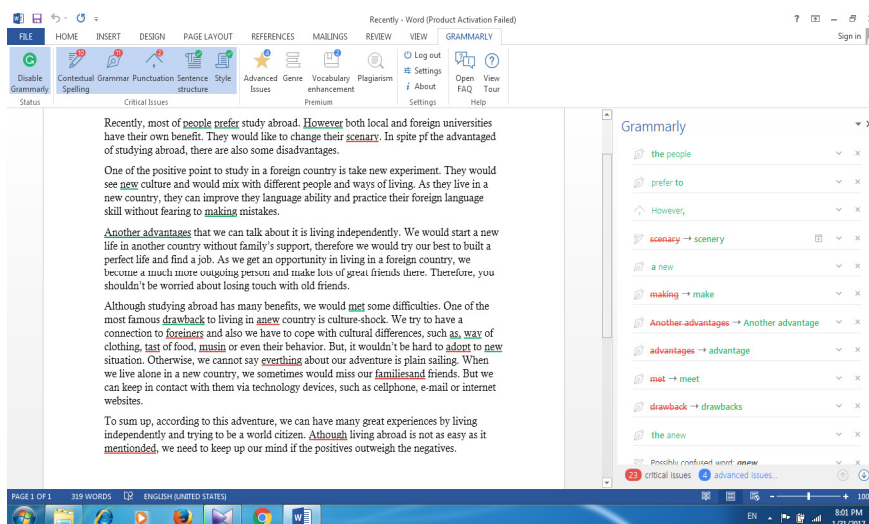 Recently - Word (Product Activation Failed)
FILE HOME INSERT DESIGN PAGE LAYOUT REFERENCES MAILINGS REVIEW VIEW GRAMMARLY Sign in
Disable Grammarly
Contextual Spelling 10
Grammar 11
Punctuation 2
Sentence structure
Style
Advanced Issues 4
Genre
Vocabulary enhancement
Plagiarism
Log out
Settings
About
Open FAQ
View Tour
Status Critical Issues Premium Settings Help
Recently, most of people prefer study abroad. However both local and foreign universities
have their own benefit. They would like to change their scenary. In spite pf the advantaged
of studying abroad, there are also some disadvantages.
One of the positive point to study in a foreign country is take new experiment. They would
see new culture and would mix with different people and ways of living. As they live in a
new country, they can improve they language ability and practice their foreign language
skill without fearing to making mistakes.
Another advantages that we can talk about it is living independently. We would start a new
life in another country without family's support, therefore we would try our best to built a
perfect life and find a job. As we get an opportunity in living in a foreign country, we
become a much more outgoing person and make lots of great friends there. Therefore, you
shouldn't be worried about losing touch with old friends.
Although studying abroad has many benefits, we would met some difficulties. One of the
most famous drawback to living in anew country is culture-shock. We try to have a
connection to foreiners and also we have to cope with cultural differences, such as, way of
clothing, tast of food, musin or even their behavior. But, it wouldn't be hard to adopt to new
situation. Otherwise, we cannot say everthing about our adventure is plain sailing. When
we live alone in a new country, we sometimes would miss our familiesand friends. But we
can keep in contact with them via technology devices, such as cellphone, e-mail or internet
websites.
To sum up, according to this adventure, we can have many great experiences by living
independently and trying to be a world citizen. Athough living abroad is not as easy as it
mentionded, we need to keep up our mind if the positives outweigh the negatives.
Grammarly
the people
prefer to
However,
scenary → scenery
a new
making → make
Another advantages → Another advantage
advantages → advantage
met → meet
drawback → drawbacks
the anew
Possibly confused word: anew
23 critical issues 4 advanced issues...
PAGE 1 OF 1 319 WORDS ENGLISH (UNITED STATES) 100
EN 8:01 PM
1/31/2017